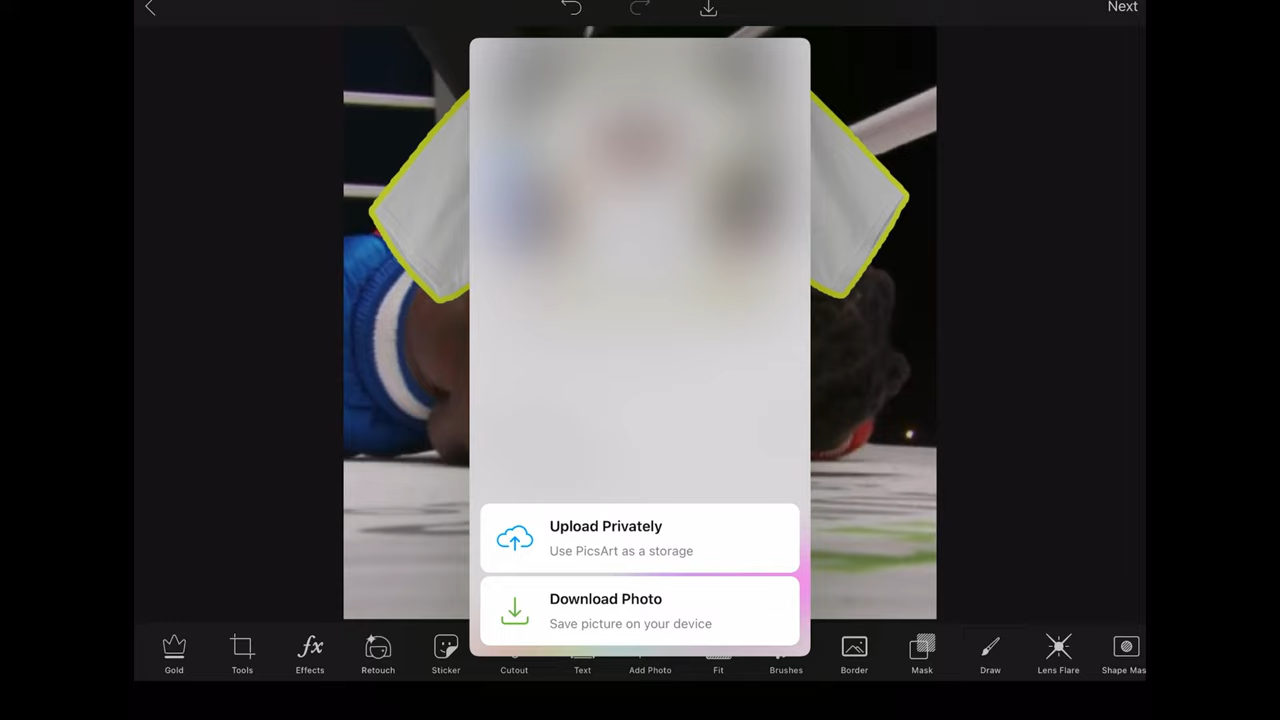 Next
Upload Privately
Use PicsArt as a storage
Download Photo
Save picture on your device
Gold
Tools
fx
Effects
Retouch
Sticker
Cutout
Text
Add Photo
Fit
Brushes
Border
Mask
Draw
Lens Flare
Shape Mas